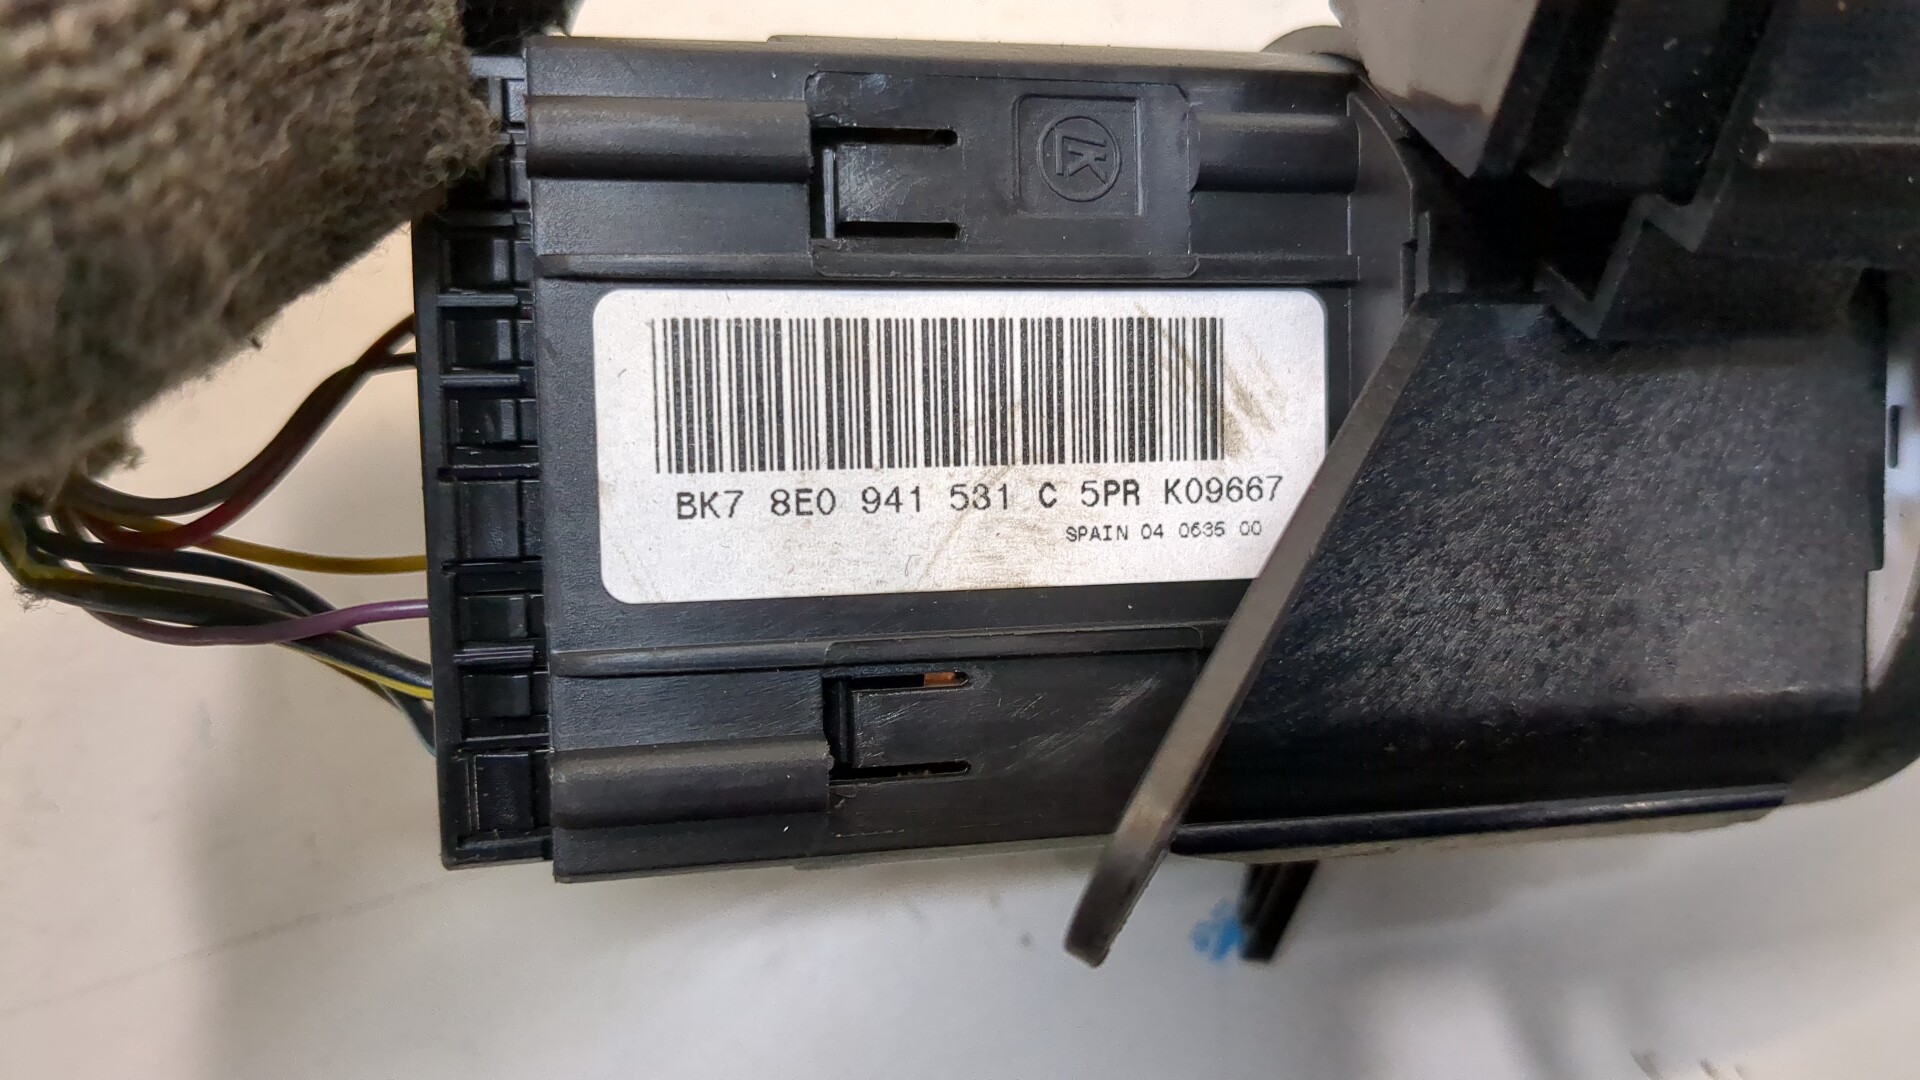 BK7 8E0 941 531 C 5PR K09667
SPAIN 04 0635 00
K